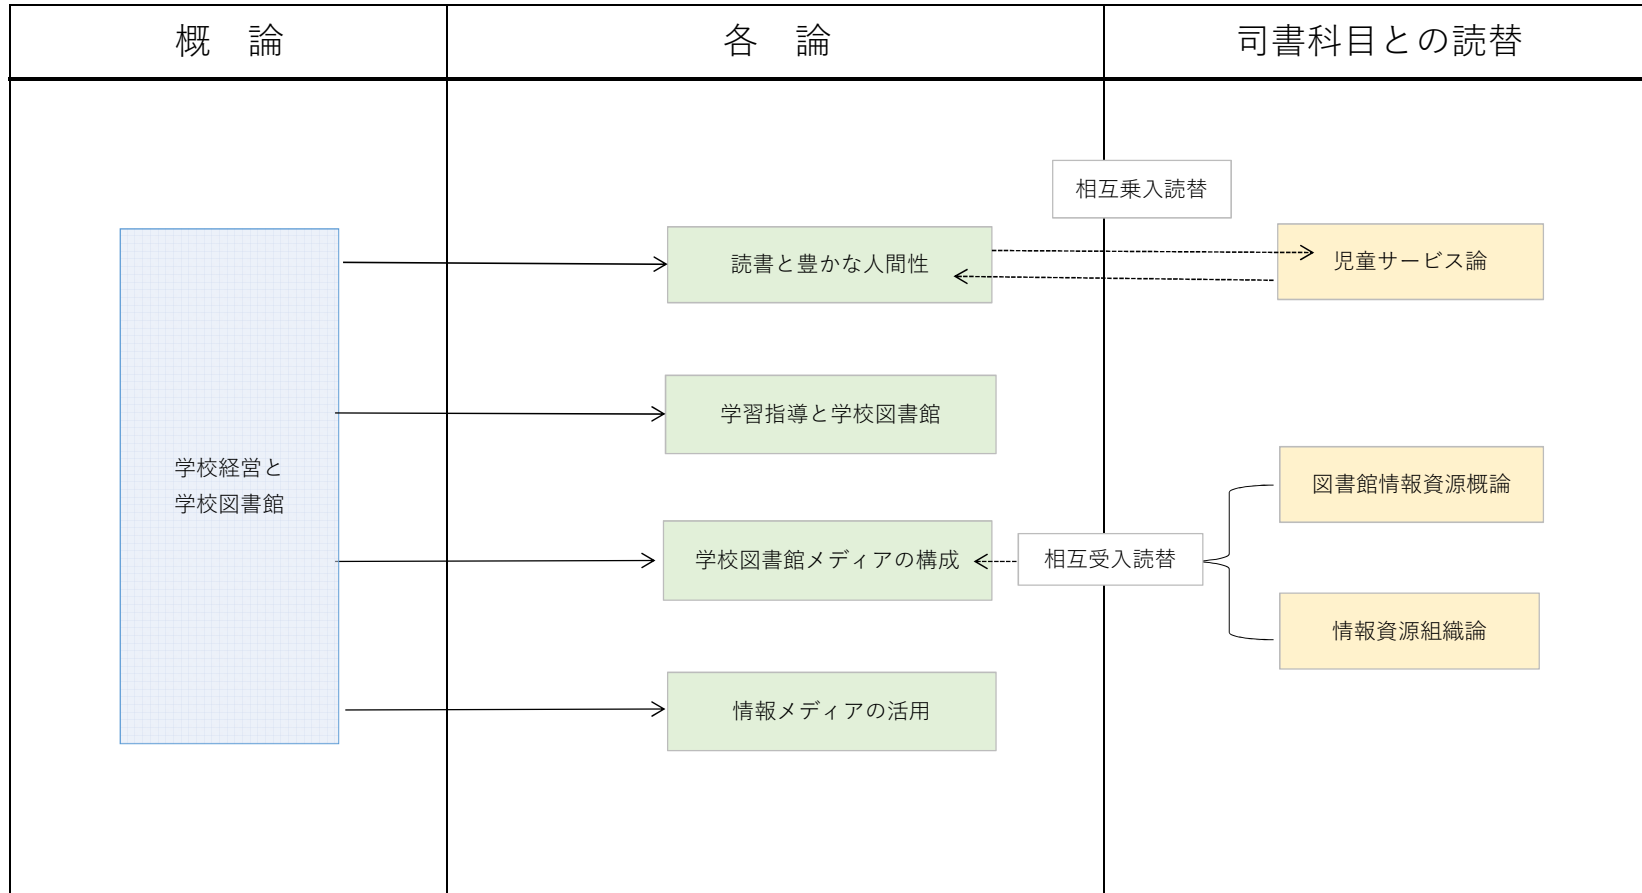 概　論
各　論
司書科目との読替
相互乗入読替
読書と豊かな人間性
児童サービス論
学習指導と学校図書館
学校経営と
学校図書館
図書館情報資源概論
学校図書館メディアの構成
相互受入読替
情報資源組織論
情報メディアの活用